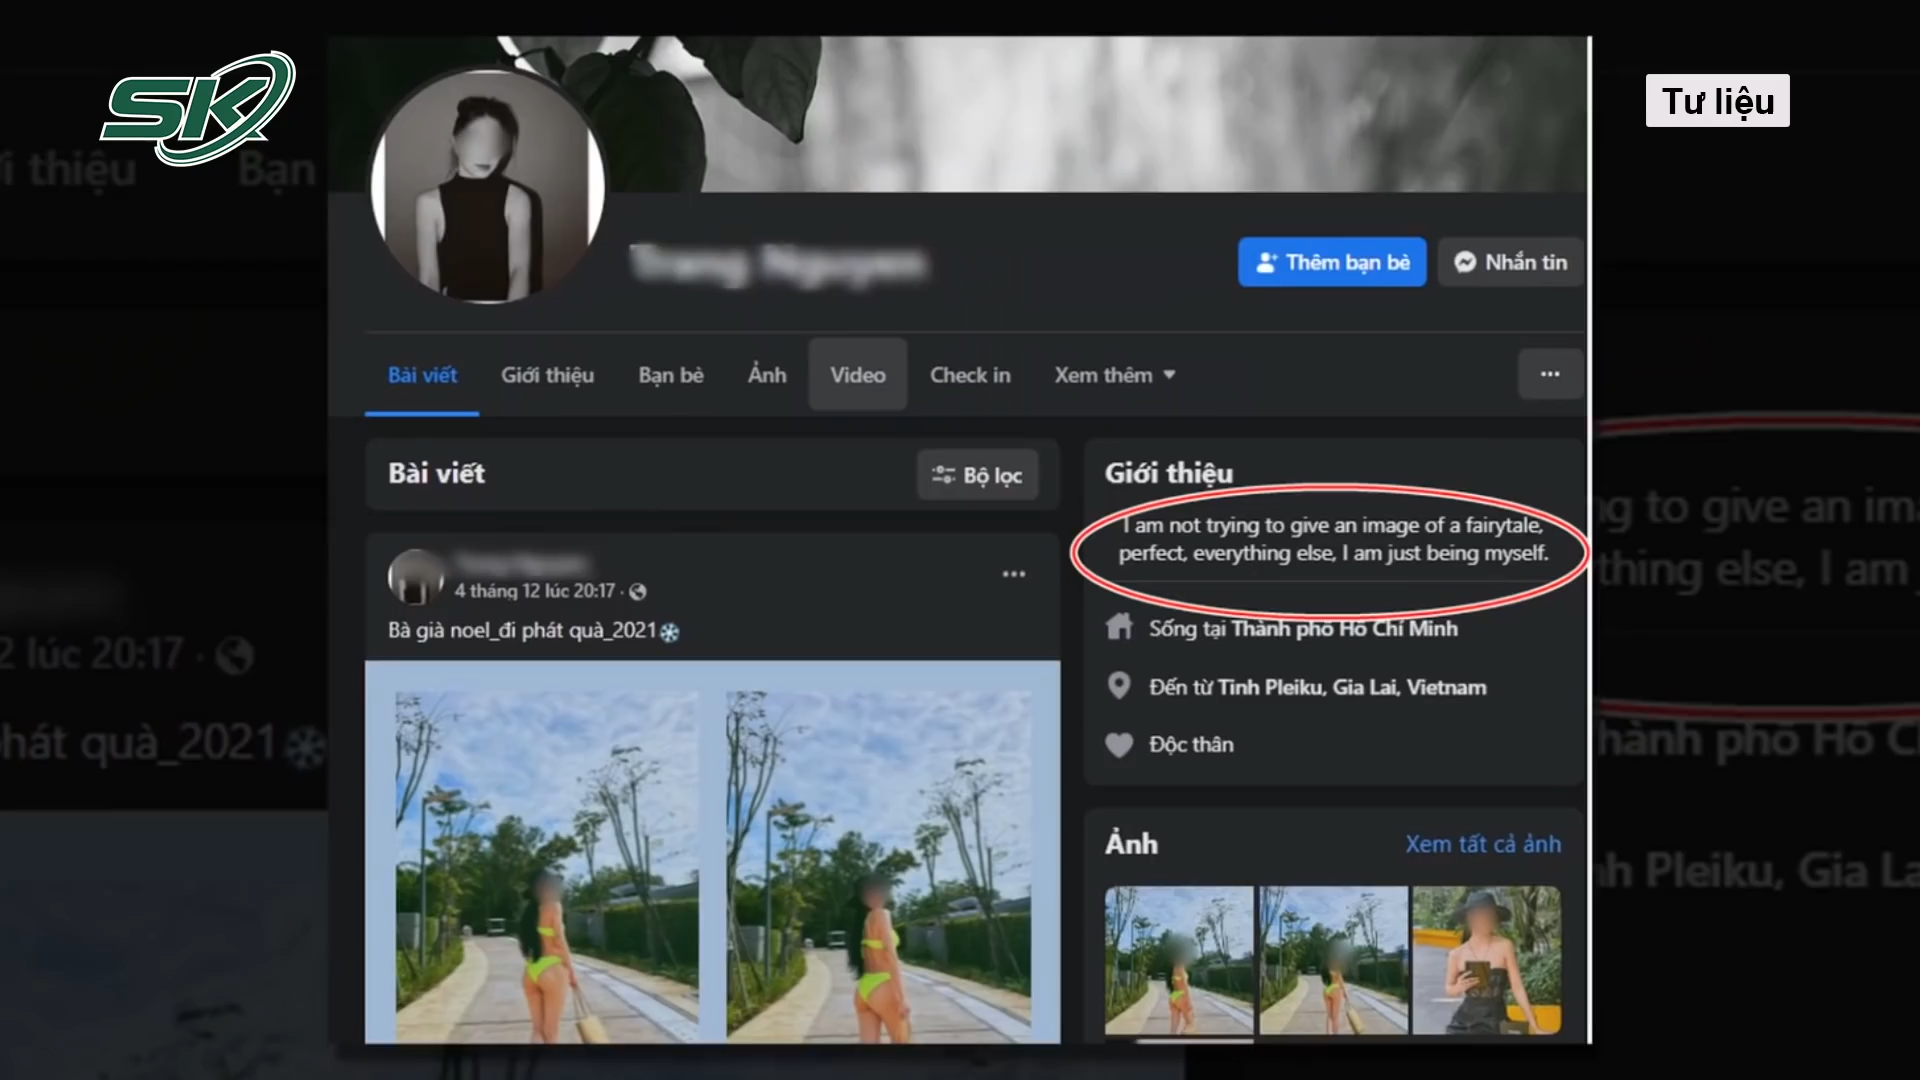 SK
Tư liệu
Thêm bạn bè
Nhắn tin
Bài viết
Giới thiệu
Bạn bè
Ảnh
Video
Check in
Xem thêm
Bài viết
Bộ lọc
4 tháng 12 lúc 20:17 ·
Bà già noel_đi phát quà_2021
Giới thiệu
I am not trying to give an image of a fairytale,
perfect, everything else, I am just being myself.
Sống tại Thành phố Hồ Chí Minh
Đến từ Tinh Pleiku, Gia Lai, Vietnam
Độc thân
Ảnh
Xem tất cả ảnh